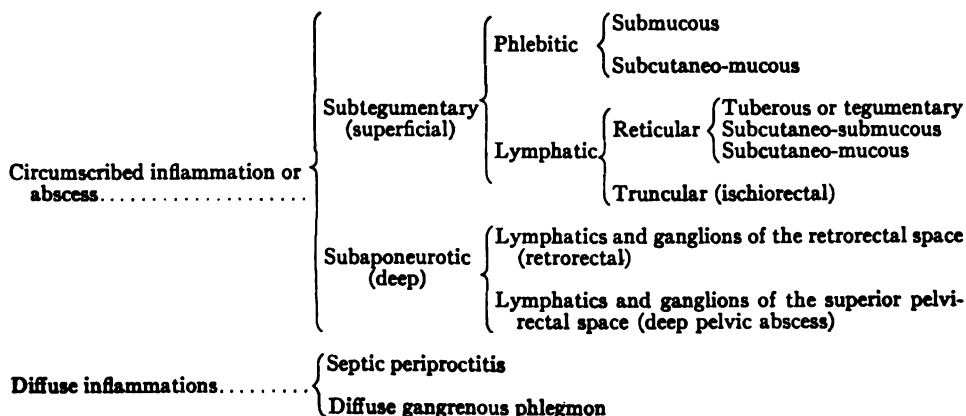 Circumscribed inflammation or
abscess........................
Subtegumentary
(superficial)
Phlebitic
Submucous
Subcutaneo-mucous
Lymphatic
Reticular
Tuberous or tegumentary
Subcutaneo-submucous
Subcutaneo-mucous
Truncular (ischiorectal)
Subaponeurotic
(deep)
Lymphatics and ganglions of the retrorectal space
(retrorectal)
Lymphatics and ganglions of the superior pelvi-
rectal space (deep pelvic abscess)
Diffuse inflammations..........
Septic periproctitis
Diffuse gangrenous phlegmon